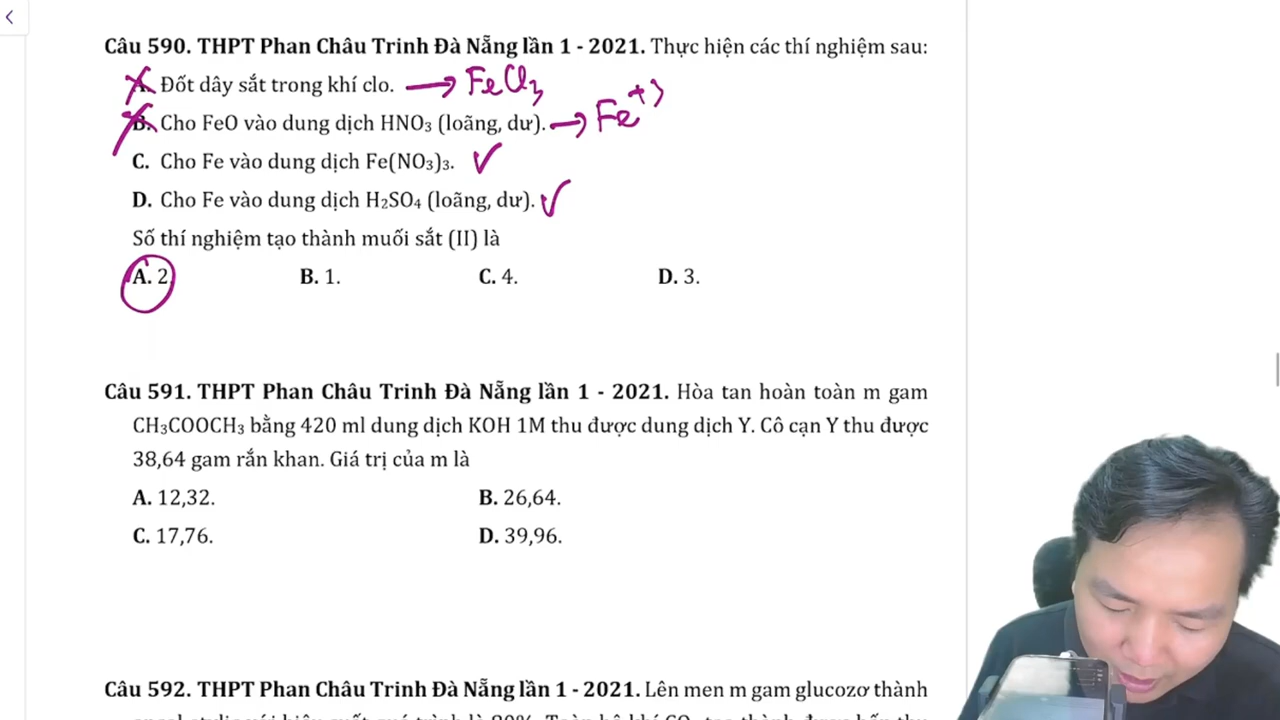 Câu 590. THPT Phan Châu Trinh Đà Nẵng lần 1 - 2021. Thực hiện các thí nghiệm sau:
A. Đốt dây sắt trong khí clo. → FeCl3
B. Cho FeO vào dung dịch HNO₃ (loãng, dư). → Fe+3
C. Cho Fe vào dung dịch Fe(NO₃)₃. ✓
D. Cho Fe vào dung dịch H₂SO₄ (loãng, dư). ✓
Số thí nghiệm tạo thành muối sắt (II) là
A. 2. B. 1. C. 4. D. 3.
Câu 591. THPT Phan Châu Trinh Đà Nẵng lần 1 - 2021. Hòa tan hoàn toàn m gam
CH₃COOCH₃ bằng 420 ml dung dịch KOH 1M thu được dung dịch Y. Cô cạn Y thu được
38,64 gam rắn khan. Giá trị của m là
A. 12,32. B. 26,64.
C. 17,76. D. 39,96.
Câu 592. THPT Phan Châu Trinh Đà Nẵng lần 1 - 2021. Lên men m gam glucozơ thành